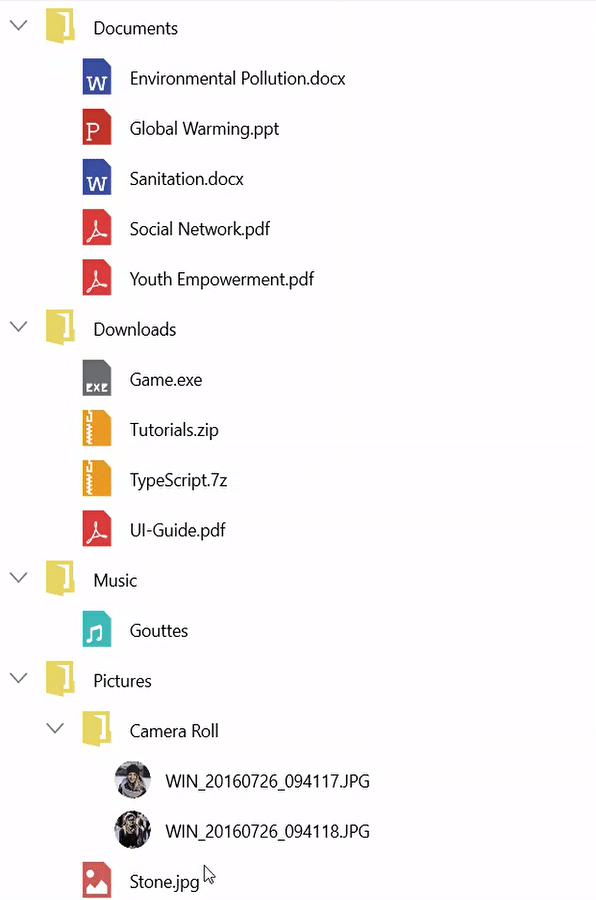 Documents
W Environmental Pollution.docx
P Global Warming.ppt
W Sanitation.docx
Social Network.pdf
Youth Empowerment.pdf
Downloads
EXE Game.exe
Tutorials.zip
TypeScript.7z
UI-Guide.pdf
Music
Gouttes
Pictures
Camera Roll
WIN_20160726_094117.JPG
WIN_20160726_094118.JPG
Stone.jpg